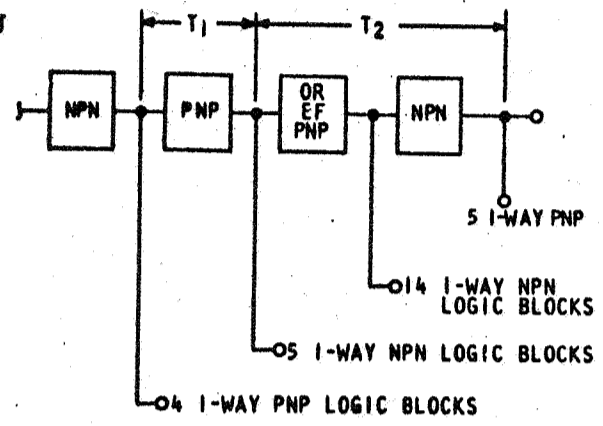 T1
T2
NPN
PNP
OR
EF
PNP
NPN
5 1-WAY PNP
14 1-WAY NPN
LOGIC BLOCKS
5 1-WAY NPN LOGIC BLOCKS
4 1-WAY PNP LOGIC BLOCKS